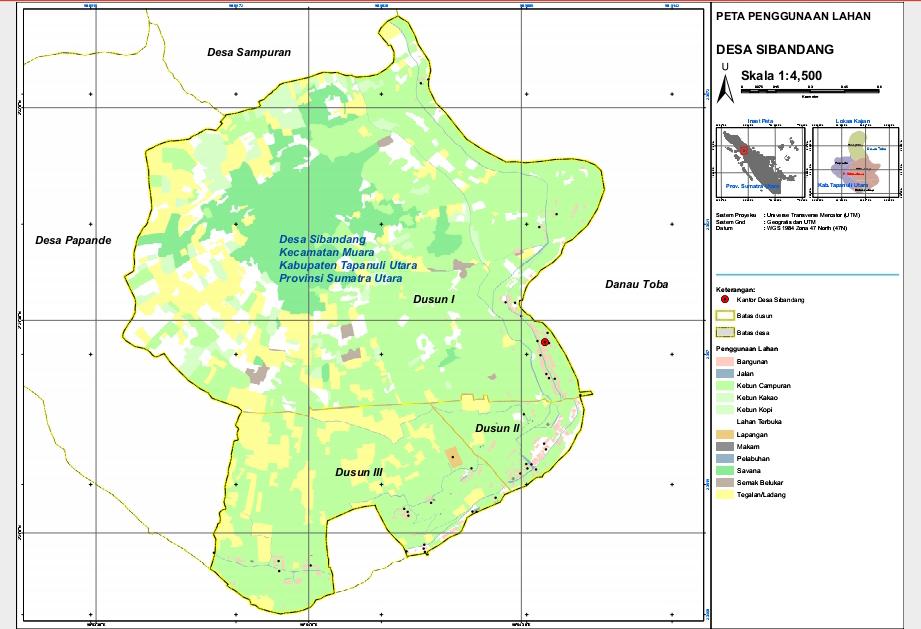 Desa Sampuran
Desa Papande
Desa Sibandang
Kecamatan Muara
Kabupaten Tapanuli Utara
Provinsi Sumatra Utara
Dusun I
Danau Toba
Dusun II
Dusun III
PETA PENGGUNAAN LAHAN
DESA SIBANDANG
U
Skala 1:4,500
Inset Peta
Lokasi Kajian
Prov. Sumatra Utara
Danau Toba
Kab.Tapanuli Utara
Sistem Proyeksi : Universe Transverse Mercator (UTM)
Sistem Grid : Geografis dan UTM
Datum : WGS 1984 Zona 47 North (47N)
Keterangan:
Kantor Desa Sibandang
Batas dusun
Batas desa
Penggunaan Lahan
Bangunan
Jalan
Kebun Campuran
Kebun Kakao
Kebun Kopi
Lahan Terbuka
Lapangan
Makam
Pelabuhan
Savana
Semak Belukar
Tegalan/Ladang